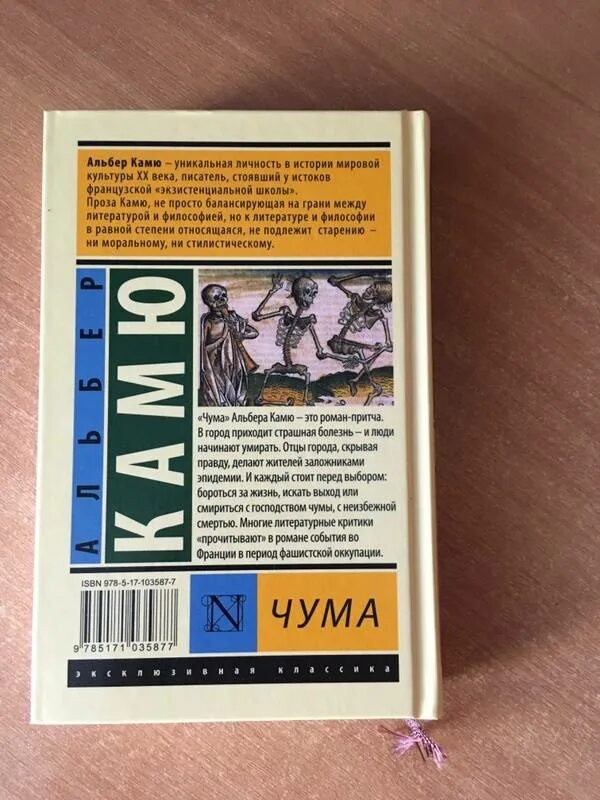 Альбер Камю – уникальная личность в истории мировой
культуры XX века, писатель, стоявший у истоков
французской «экзистенциальной школы».
Проза Камю, не просто балансирующая на грани между
литературой и философией, но к литературе и философии
в равной степени относящаяся, не подлежит старению –
ни моральному, ни стилистическому.
АЛЬБЕР
КАМЮ
«Чума» Альбера Камю – это роман-притча.
В город приходит страшная болезнь – и люди
начинают умирать. Отцы города, скрывая
правду, делают жителей заложниками
эпидемии. И каждый стоит перед выбором:
бороться за жизнь, искать выход или
смириться с господством чумы, с неизбежной
смертью. Многие литературные критики
«прочитывают» в романе события во
Франции в период фашистской оккупации.
ISBN 978-5-17-103587-7
9 785171 035877
N
ЧУМА
эксклюзивная классика